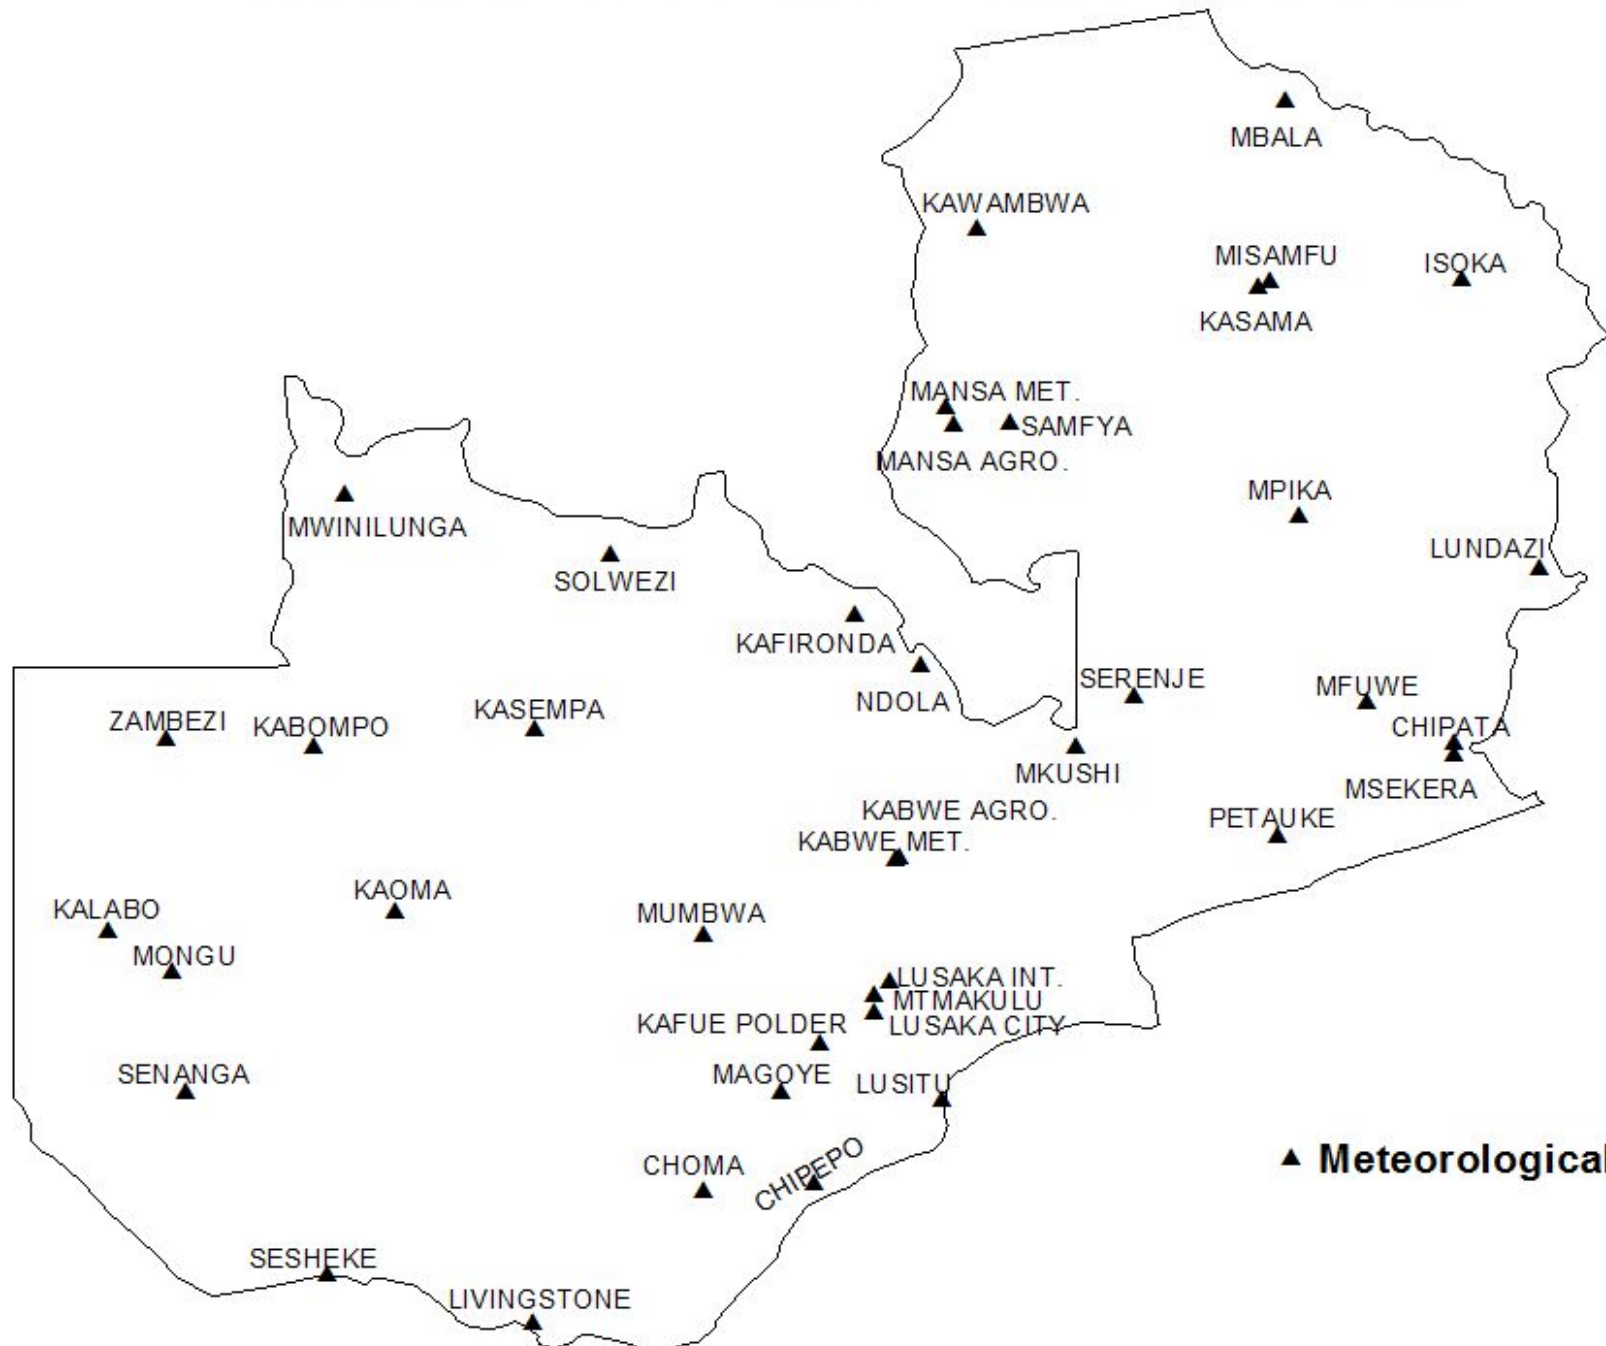 MBALA
KAWAMBWA
MISAMFU
ISOKA
KASAMA
MANSA MET.
SAMFYA
MANSA AGRO.
MPIKA
MWINILUNGA
LUNDAZI
SOLWEZI
KAFIRONDA
SERENJE
MFUWE
NDOLA
KASEMPA
ZAMBEZI
KABOMPO
CHIPATA
MKUSHI
MSEKERA
KABWE AGRO.
PETAUKE
KABWE MET.
KAOMA
KALABO
MUMBWA
MONGU
LUSAKA INT.
MTMAKULU
KAFUE POLDER
LUSAKA CITY
SENANGA
MAGOYE
LUSITU
CHOMA
CHIPEPO
Meteorological
SESHEKE
LIVINGSTONE